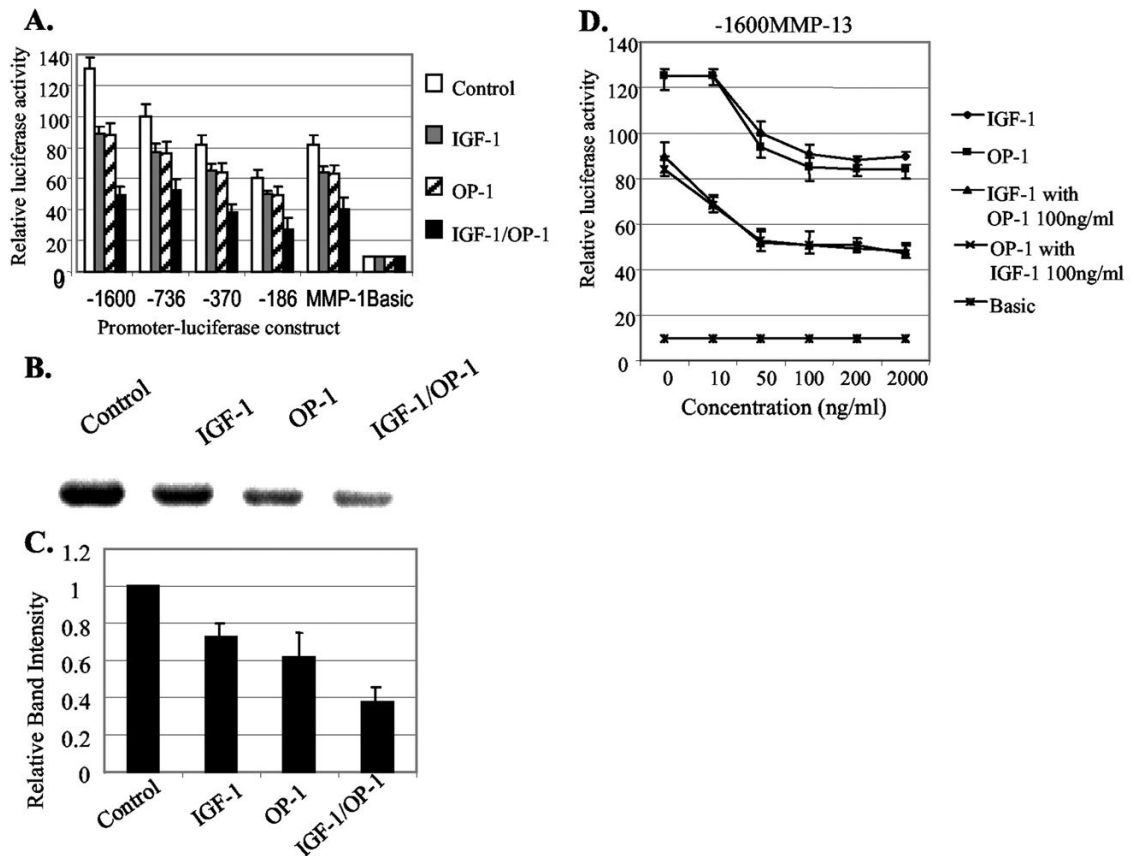 A.
Relative luciferase activity
140
120
100
80
60
40
20
0
-1600 -736 -370 -186 MMP-1Basic
Promoter-luciferase construct
Control
IGF-1
OP-1
IGF-1/OP-1
B.
Control IGF-1 OP-1 IGF-1/OP-1
C.
Relative Band Intensity
1.2
1
0.8
0.6
0.4
0.2
0
Control IGF-1 OP-1 IGF-1/OP-1
D.
-1600MMP-13
Relative luciferase activity
140
120
100
80
60
40
20
0
0 10 50 100 200 2000
Concentration (ng/ml)
IGF-1
OP-1
IGF-1 with
OP-1 100ng/ml
OP-1 with
IGF-1 100ng/ml
Basic